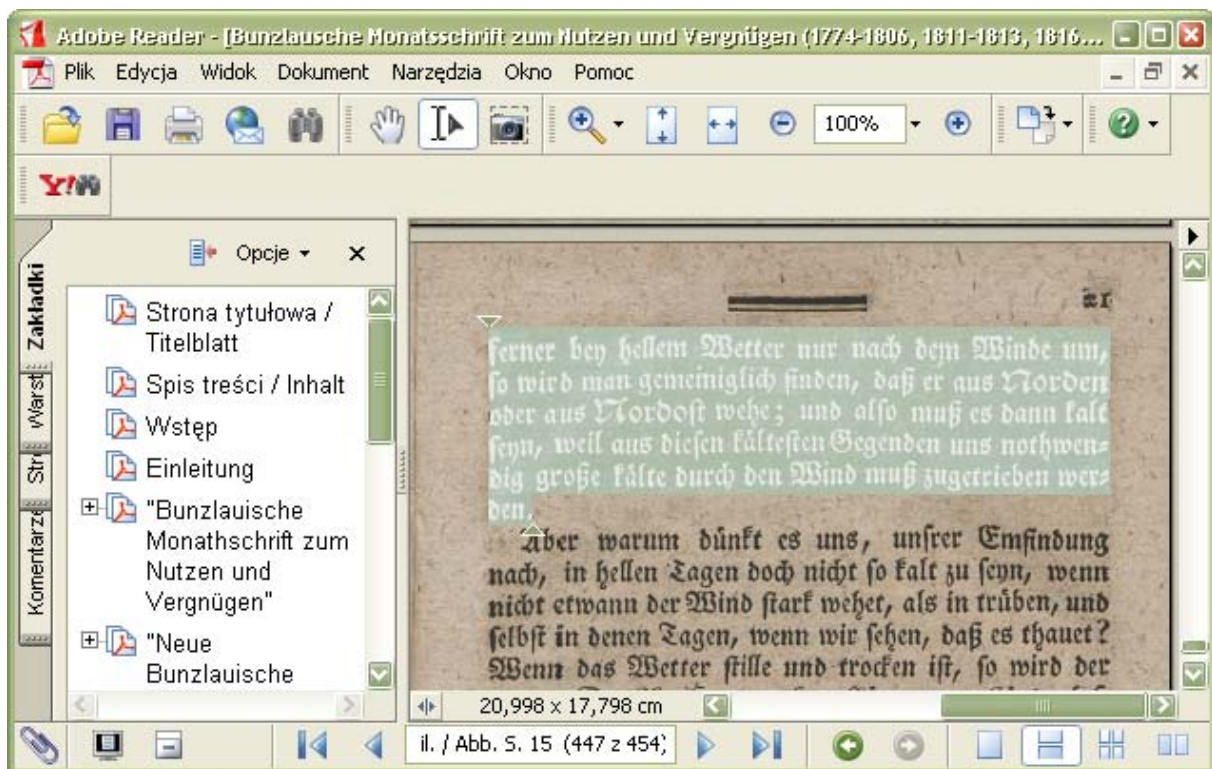 Adobe Reader - [Bunzlausche Monatsschrift zum Nutzen und Vergnügen (1774-1806, 1811-1813, 1816...
Plik Edycja Widok Dokument Narzędzia Okno Pomoc
100%
Y!
Opcje
Zakładki
Warst
Str
Komentarze
Strona tytułowa /
Titelblatt
Spis treści / Inhalt
Wstęp
Einleitung
"Bunzlauische
Monathschrift zum
Nutzen und
Vergnügen"
"Neue
Bunzlauische
21
ferner bey hellem Wetter nur nach dem Winde um,
so wird man gemeiniglich finden, daß er aus Norden
oder aus Nordost wehe; und also muß es dann kalt
seyn, weil aus diesen kältesten Gegenden uns nothwen-
dig große Kälte durch den Wind muß zugetrieben wer-
den.
Aber warum dünkt es uns, unsrer Empfindung
nach, in hellen Tagen doch nicht so kalt zu seyn, wenn
nicht etwann der Wind stark wehet, als in trüben, und
selbst in denen Tagen, wenn wir sehen, daß es thauet?
Wenn das Wetter stille und trocken ist, so wird der
20,998 x 17,798 cm
il. / Abb. S. 15 (447 z 454)